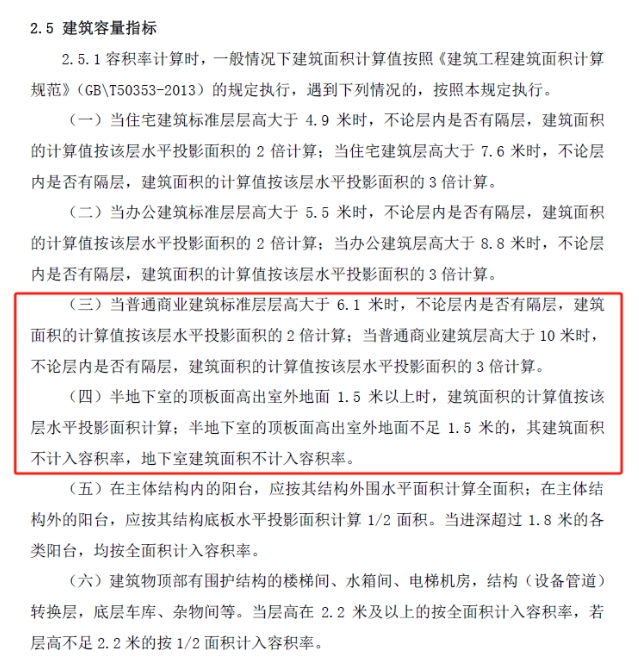 2.5 建筑容量指标
2.5.1 容积率计算时，一般情况下建筑面积计算值按照《建筑工程建筑面积计算
规范》（GB\T50353-2013）的规定执行，遇到下列情况的，按照本规定执行。
（一）当住宅建筑标准层层高大于 4.9 米时，不论层内是否有隔层，建筑面积
的计算值按该层水平投影面积的 2 倍计算；当住宅建筑层高大于 7.6 米时，不论层
内是否有隔层，建筑面积的计算值按该层水平投影面积的 3 倍计算。
（二）当办公建筑标准层层高大于 5.5 米时，不论层内是否有隔层，建筑面积
的计算值按该层水平投影面积的 2 倍计算；当办公建筑层高大于 8.8 米时，不论层
内是否有隔层，建筑面积的计算值按该层水平投影面积的 3 倍计算。
（三）当普通商业建筑标准层层高大于 6.1 米时，不论层内是否有隔层，建筑
面积的计算值按该层水平投影面积的 2 倍计算；当普通商业建筑层高大于 10 米时，
不论层内是否有隔层，建筑面积的计算值按该层水平投影面积的 3 倍计算。
（四）半地下室的顶板面高出室外地面 1.5 米以上时，建筑面积的计算值按该
层水平投影面积计算；半地下室的顶板面高出室外地面不足 1.5 米的，其建筑面积
不计入容积率，地下室建筑面积不计入容积率。
（五）在主体结构内的阳台，应按其结构外围水平面积计算全面积；在主体结
构外的阳台，应按其结构底板水平投影面积计算 1/2 面积。当进深超过 1.8 米的各
类阳台，均按全面积计入容积率。
（六）建筑物顶部有围护结构的楼梯间、水箱间、电梯机房，结构（设备管道）
转换层，底层车库、杂物间等。当层高在 2.2 米及以上的按全面积计入容积率，若
层高不足 2.2 米的按 1/2 面积计入容积率。